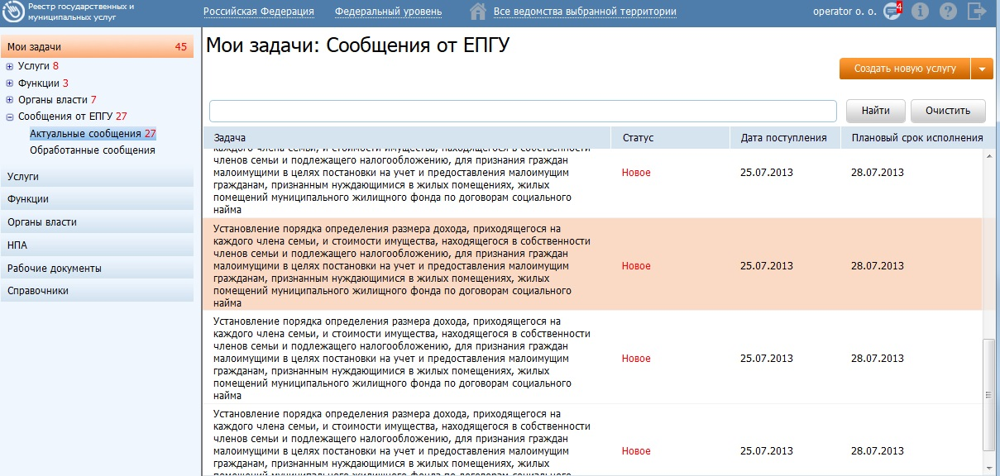 Реестр государственных и
муниципальных услуг
Российская Федерация
Федеральный уровень
Все ведомства выбранной территории
operator o. o.
4
Мои задачи 45
Услуги 8
Функции 3
Органы власти 7
Сообщения от ЕПГУ 27
Актуальные сообщения 27
Обработанные сообщения
Услуги
Функции
Органы власти
НПА
Рабочие документы
Справочники
Мои задачи: Сообщения от ЕПГУ
Создать новую услугу
Найти
Очистить
Задача Статус Дата поступления Плановый срок исполнения
каждого члена семьи, и стоимости имущества, находящегося в собственности
членов семьи и подлежащего налогообложению, для признания граждан
малоимущими в целях постановки на учет и предоставления малоимущим
гражданам, признанным нуждающимися в жилых помещениях, жилых
помещений муниципального жилищного фонда по договорам социального
найма
Новое 25.07.2013 28.07.2013
Установление порядка определения размера дохода, приходящегося на
каждого члена семьи, и стоимости имущества, находящегося в собственности
членов семьи и подлежащего налогообложению, для признания граждан
малоимущими в целях постановки на учет и предоставления малоимущим
гражданам, признанным нуждающимися в жилых помещениях, жилых
помещений муниципального жилищного фонда по договорам социального
найма
Новое 25.07.2013 28.07.2013
Установление порядка определения размера дохода, приходящегося на
каждого члена семьи, и стоимости имущества, находящегося в собственности
членов семьи и подлежащего налогообложению, для признания граждан
малоимущими в целях постановки на учет и предоставления малоимущим
гражданам, признанным нуждающимися в жилых помещениях, жилых
помещений муниципального жилищного фонда по договорам социального
найма
Новое 25.07.2013 28.07.2013
Установление порядка определения размера дохода, приходящегося на
каждого члена семьи, и стоимости имущества, находящегося в собственности
членов семьи и подлежащего налогообложению, для признания граждан
малоимущими в целях постановки на учет и предоставления малоимущим
гражданам, признанным нуждающимися в жилых помещениях, жилых
помещений муниципального жилищного фонда по договорам социального
Новое 25.07.2013 28.07.2013